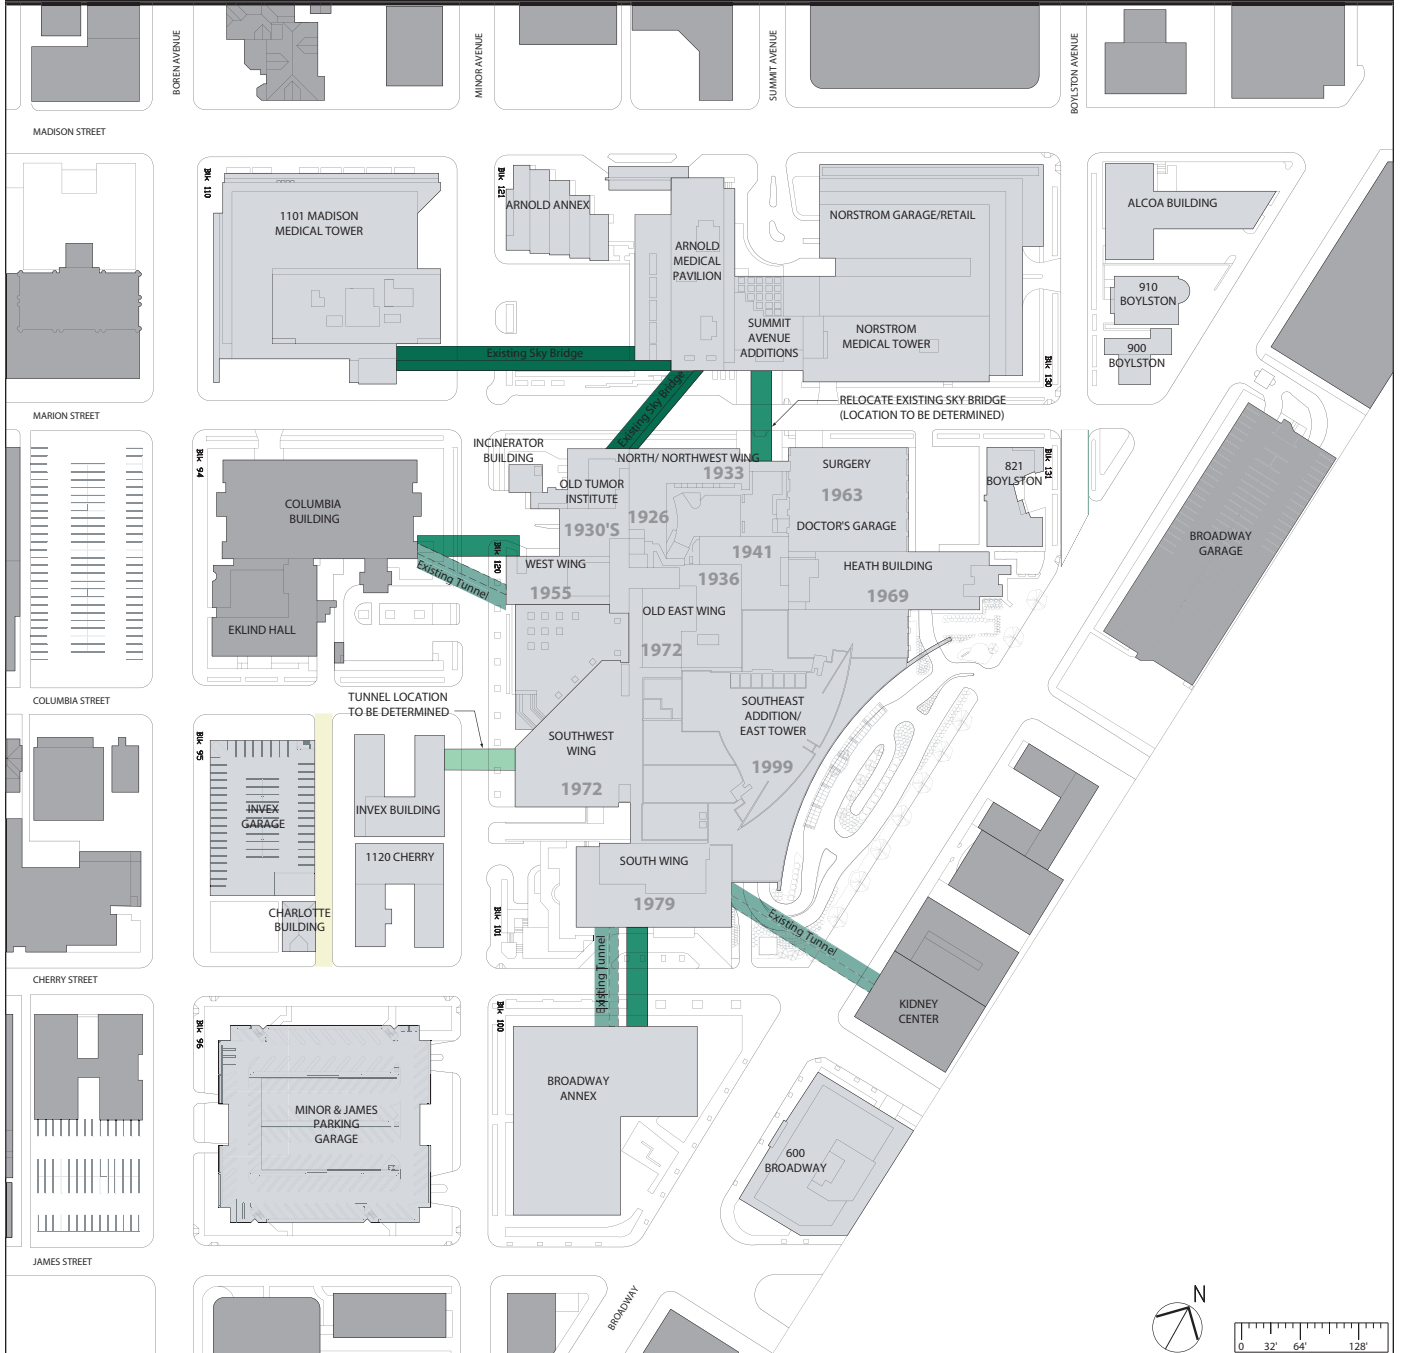 BOREN AVENUE
MINOR AVENUE
SUMMIT AVENUE
BOYLSTON AVENUE
MADISON STREET
Blk 110
1101 MADISON
MEDICAL TOWER
Blk 121
ARNOLD ANNEX
ARNOLD
MEDICAL
PAVILION
NORSTROM GARAGE/RETAIL
ALCOA BUILDING
910
BOYLSTON
SUMMIT
AVENUE
ADDITIONS
NORSTROM
MEDICAL TOWER
900
BOYLSTON
Blk 130
Existing Sky Bridge
Existing Sky Bridge
MARION STREET
RELOCATE EXISTING SKY BRIDGE
(LOCATION TO BE DETERMINED)
Blk 94
INCINERATOR
BUILDING
NORTH/ NORTHWEST WING
1933
SURGERY
1963
821
BOYLSTON
Blk 131
OLD TUMOR
INSTITUTE
1930'S
1926
COLUMBIA
BUILDING
DOCTOR'S GARAGE
BROADWAY
GARAGE
1941
Blk 120
Existing Tunnel
WEST WING
1955
1936
HEATH BUILDING
1969
OLD EAST WING
1972
EKLIND HALL
COLUMBIA STREET
TUNNEL LOCATION
TO BE DETERMINED
SOUTHEAST
ADDITION/
EAST TOWER
1999
Blk 95
SOUTHWEST
WING
1972
INVEX
GARAGE
INVEX BUILDING
1120 CHERRY
SOUTH WING
1979
CHARLOTTE
BUILDING
Blk 101
Existing Tunnel
Existing Tunnel
CHERRY STREET
KIDNEY
CENTER
Blk 96
Blk 100
BROADWAY
ANNEX
MINOR & JAMES
PARKING
GARAGE
600
BROADWAY
JAMES STREET
BROADWAY
N
0 32' 64' 128'